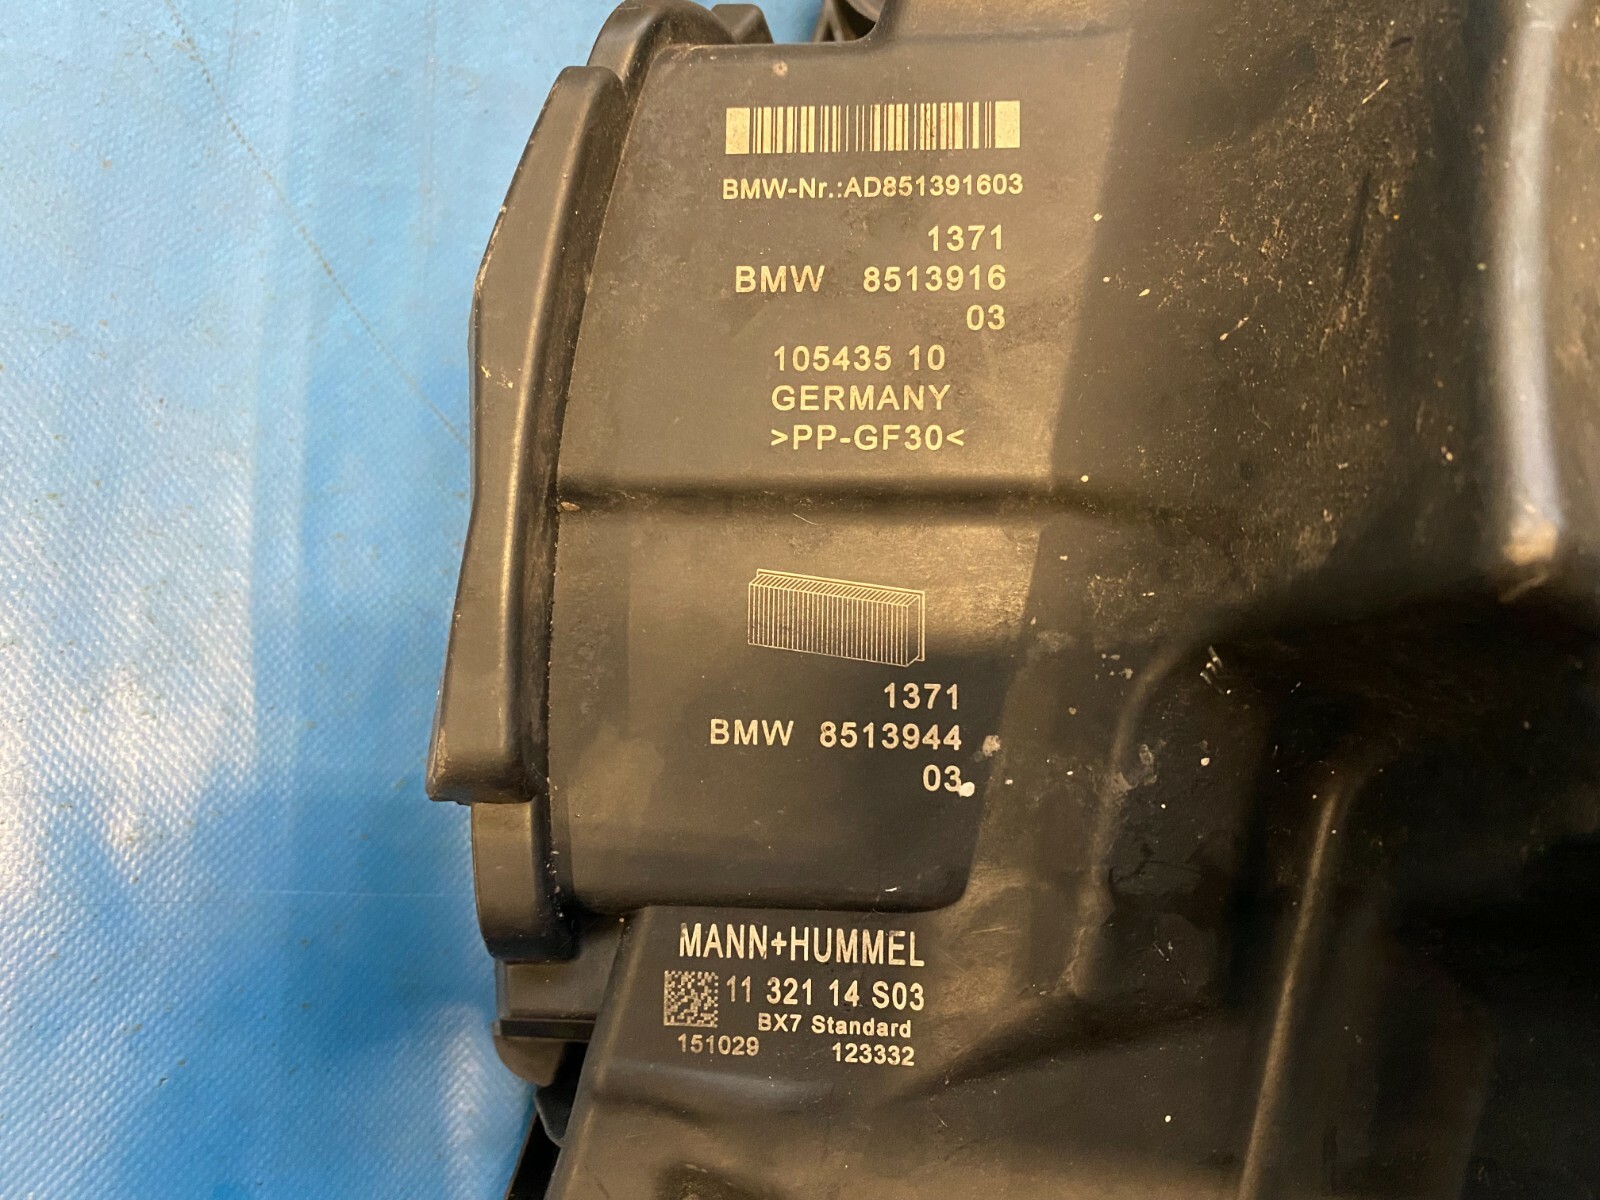 BMW-Nr.:AD851391603
1371
BMW 8513916
03
105435 10
GERMANY
>PP-GF30<
1371
BMW 8513944
03
MANN+HUMMEL
11 321 14 S03
BX7 Standard
151029 123332